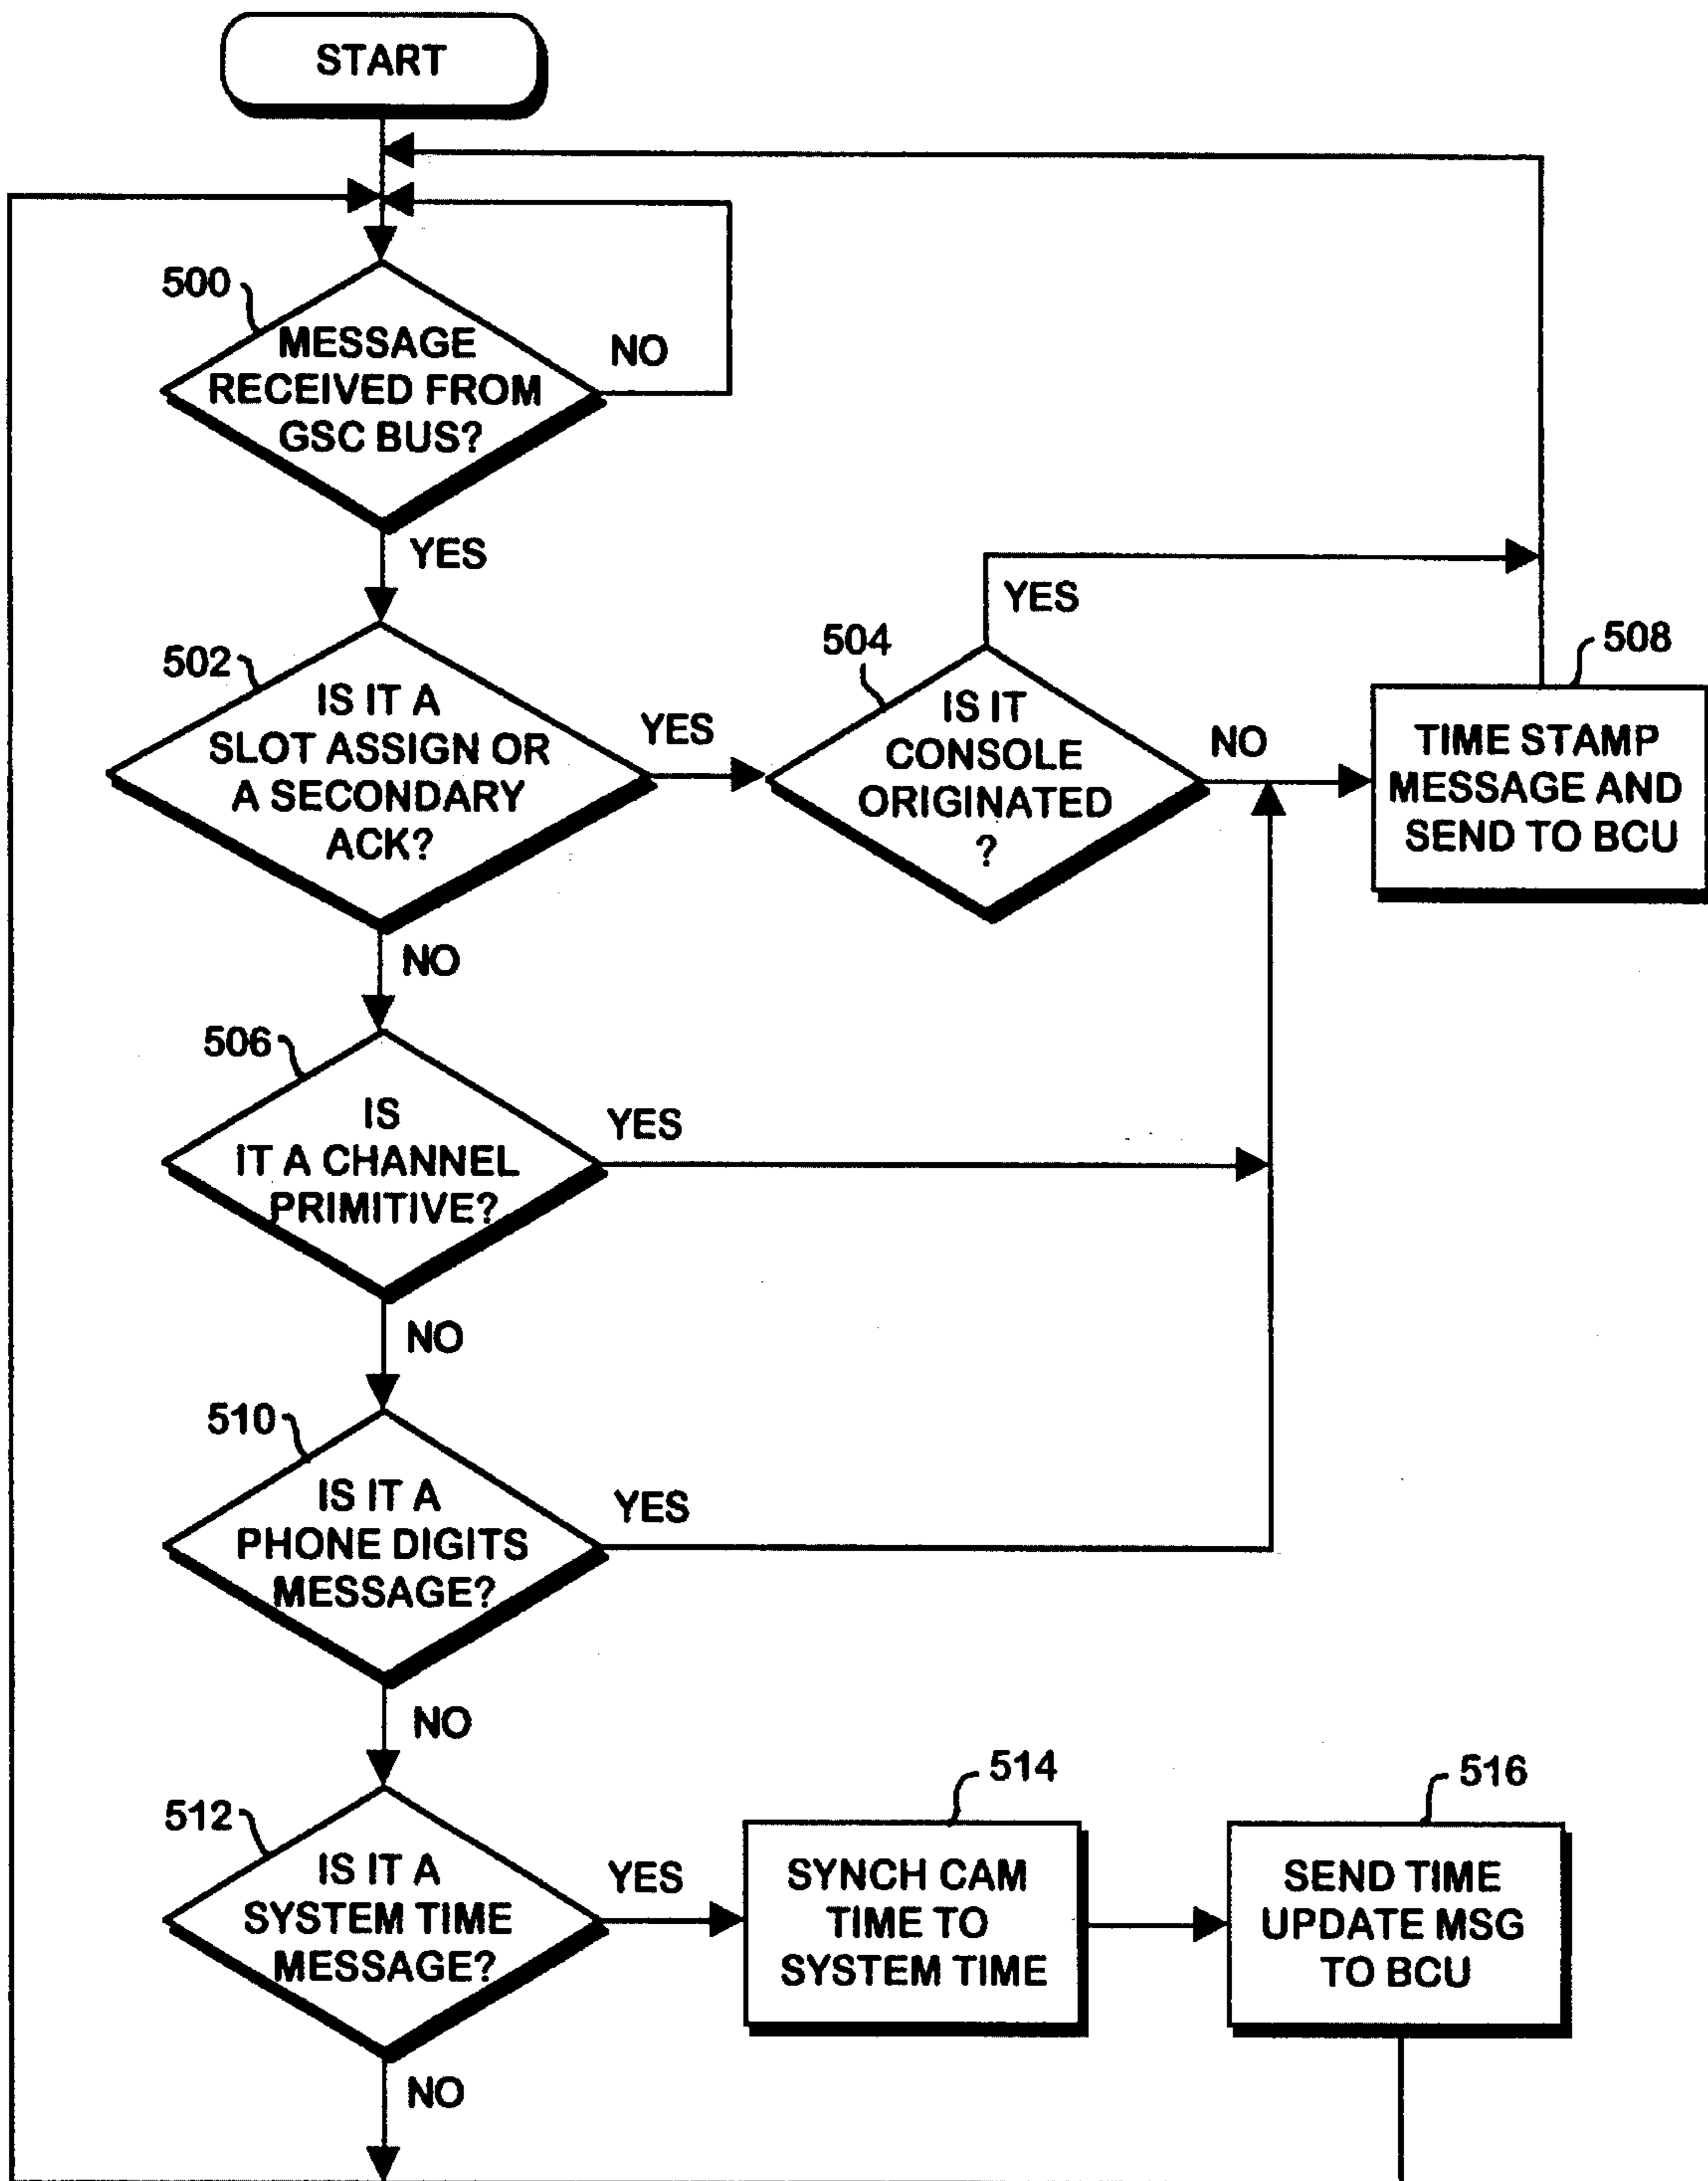 START
500
MESSAGE
RECEIVED FROM
GSC BUS?
NO
YES
502
IS IT A
SLOT ASSIGN OR
A SECONDARY
ACK?
YES
504
IS IT
CONSOLE
ORIGINATED
?
YES
NO
508
TIME STAMP
MESSAGE AND
SEND TO BCU
NO
506
IS
IT A CHANNEL
PRIMITIVE?
YES
NO
510
IS IT A
PHONE DIGITS
MESSAGE?
YES
NO
512
IS IT A
SYSTEM TIME
MESSAGE?
YES
514
SYNCH CAM
TIME TO
SYSTEM TIME
516
SEND TIME
UPDATE MSG
TO BCU
NO